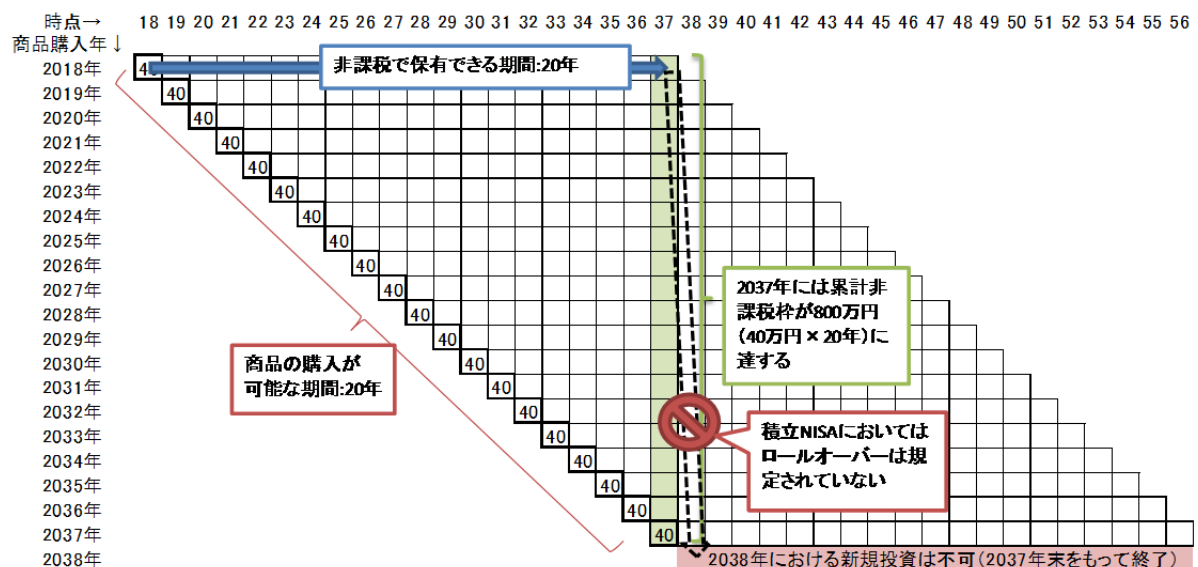 時点→ 18 19 20 21 22 23 24 25 26 27 28 29 30 31 32 33 34 35 36 37 38 39 40 41 42 43 44 45 46 47 48 49 50 51 52 53 54 55 56
商品購入年↓
2018年 40
非課税で保有できる期間:20年
2019年 40
2020年 40
2021年 40
2022年 40
2023年 40
2024年 40
2025年 40
2026年 40
2027年 40
2028年 40
2029年 40
2030年 40
2031年 40
2032年 40
2033年 40
2034年 40
2035年 40
2036年 40
2037年 40
2038年 2038年における新規投資は不可(2037年末をもって終了)
2037年には累計非
課税枠が800万円
(40万円×20年)に
達する
商品の購入が
可能な期間:20年
積立NISAにおいては
ロールオーバーは規
定されていない